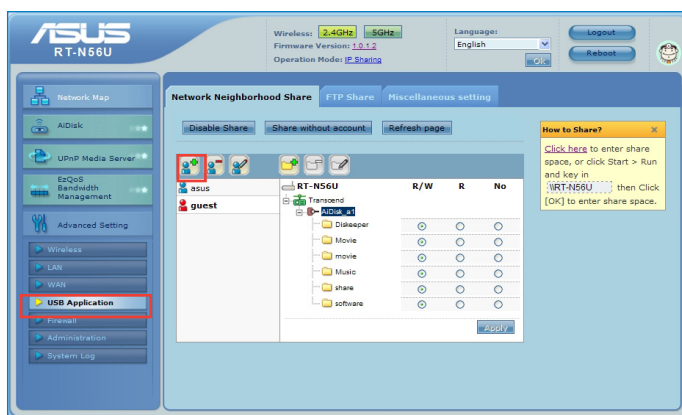 ASUS
RT-N56U
Wireless: 2.4GHz 5GHz
Firmware Version: 1.0.1.2
Operation Mode: IP Sharing
Language:
English
Ok
Logout
Reboot
Network Map
AiDisk
UPnP Media Server
EzQoS
Bandwidth
Management
Advanced Setting
Wireless
LAN
WAN
USB Application
Firewall
Administration
System Log
Network Neighborhood Share FTP Share Miscellaneous setting
Disable Share Share without account Refresh page
asus
guest
RT-N56U R/W R No
Transcend
AiDisk_a1
Diskeeper
Movie
movie
Music
share
software
Apply
How to Share? X
Click here to enter share
space, or click Start > Run
and key in
\\RT-N56U then Click
[OK] to enter share space.